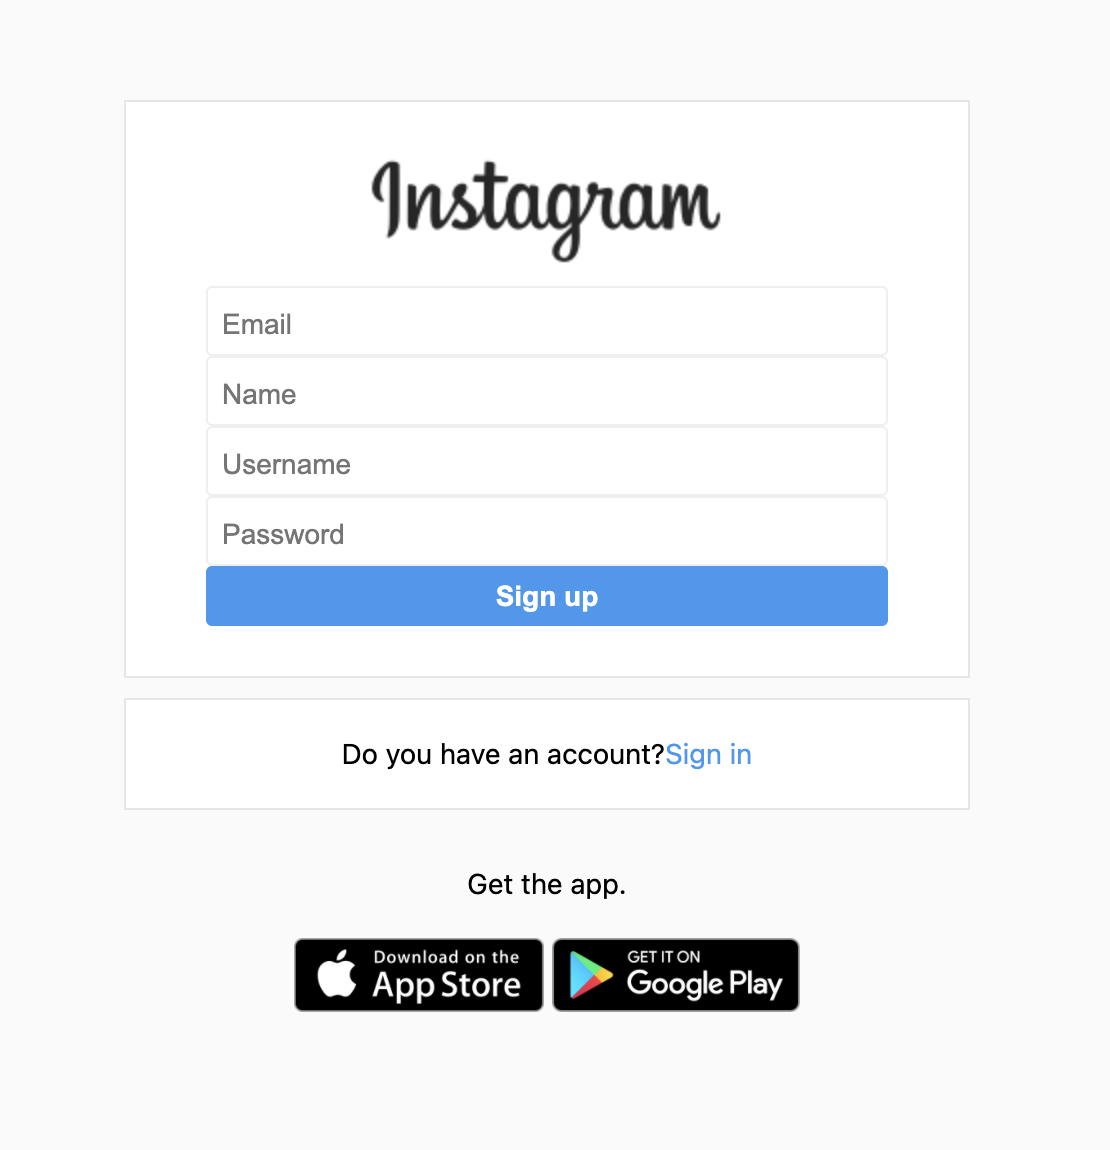 Instagram
Email
Name
Username
Password
Sign up
Do you have an account?Sign in
Get the app.
Download on the
App Store
GET IT ON
Google Play